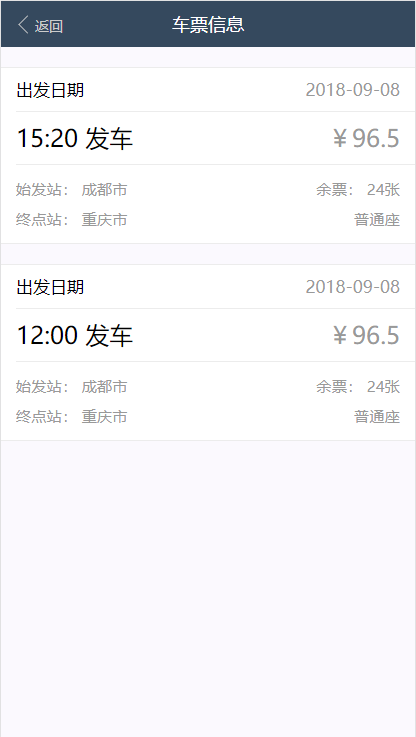 返回 车票信息
出发日期 2018-09-08
15:20 发车 ￥96.5
始发站： 成都市 余票： 24张
终点站： 重庆市 普通座
出发日期 2018-09-08
12:00 发车 ￥96.5
始发站： 成都市 余票： 24张
终点站： 重庆市 普通座